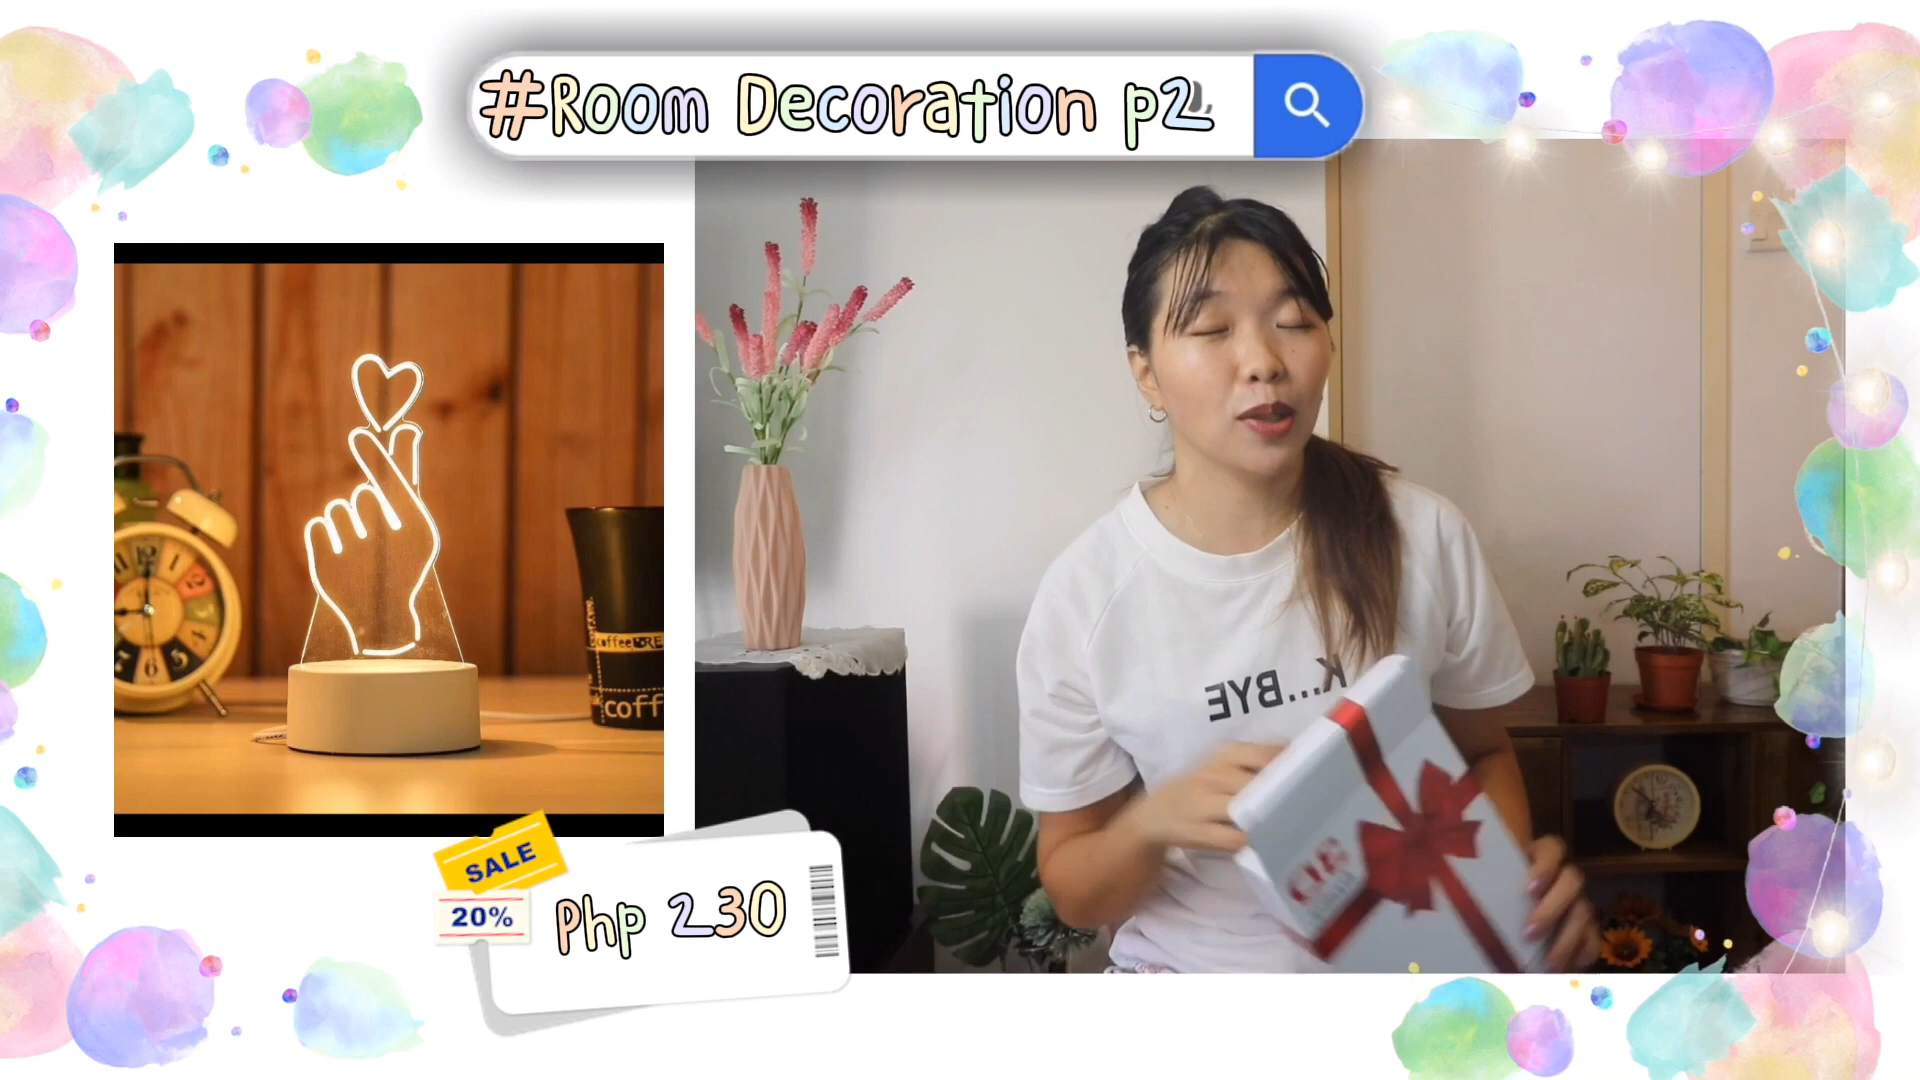 #Room Decoration p2
coffee
coff
SALE
20%
Php 230
K...BYE